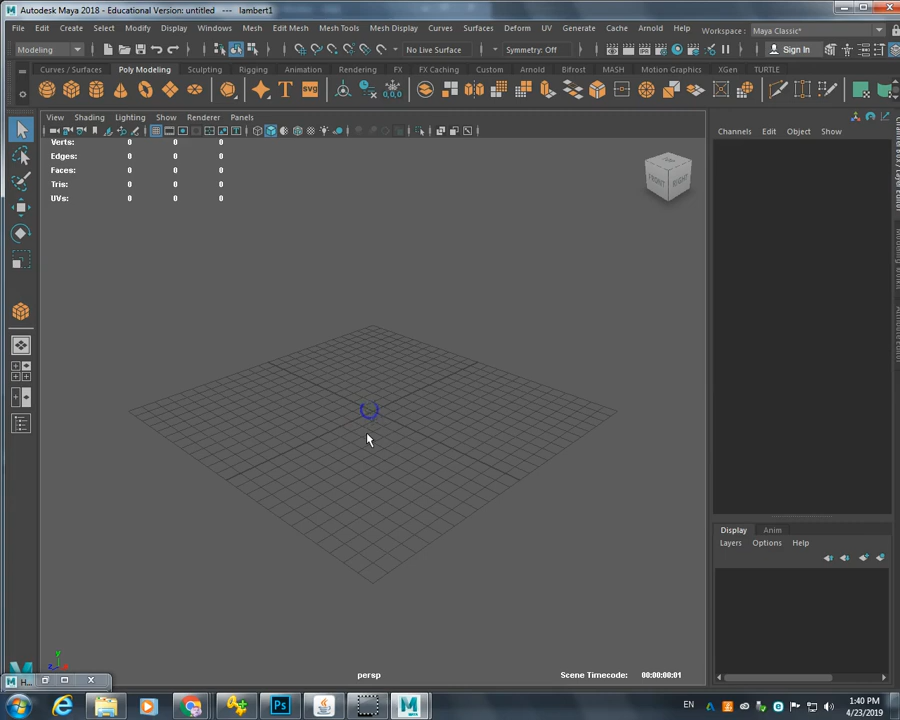 Autodesk Maya 2018 - Educational Version: untitled --- lambert1
File Edit Create Select Modify Display Windows Mesh Edit Mesh Mesh Tools Mesh Display Curves Surfaces Deform UV Generate Cache Arnold Help Workspace : Maya Classic*
Modeling No Live Surface Symmetry: Off Sign In
Curves / Surfaces Poly Modeling Sculpting Rigging Animation Rendering FX FX Caching Custom Arnold Bifrost MASH Motion Graphics XGen TURTLE
T svg 0,0,0
View Shading Lighting Show Renderer Panels
Channels Edit Object Show
Verts: 0 0 0
Edges: 0 0 0
Faces: 0 0 0
Tris: 0 0 0
UVs: 0 0 0
FRONT RIGHT
Display Anim
Layers Options Help
y
z x
persp
Scene Timecode: 00:00:00:01
H...
Ps M
EN
1:40 PM
4/23/2019